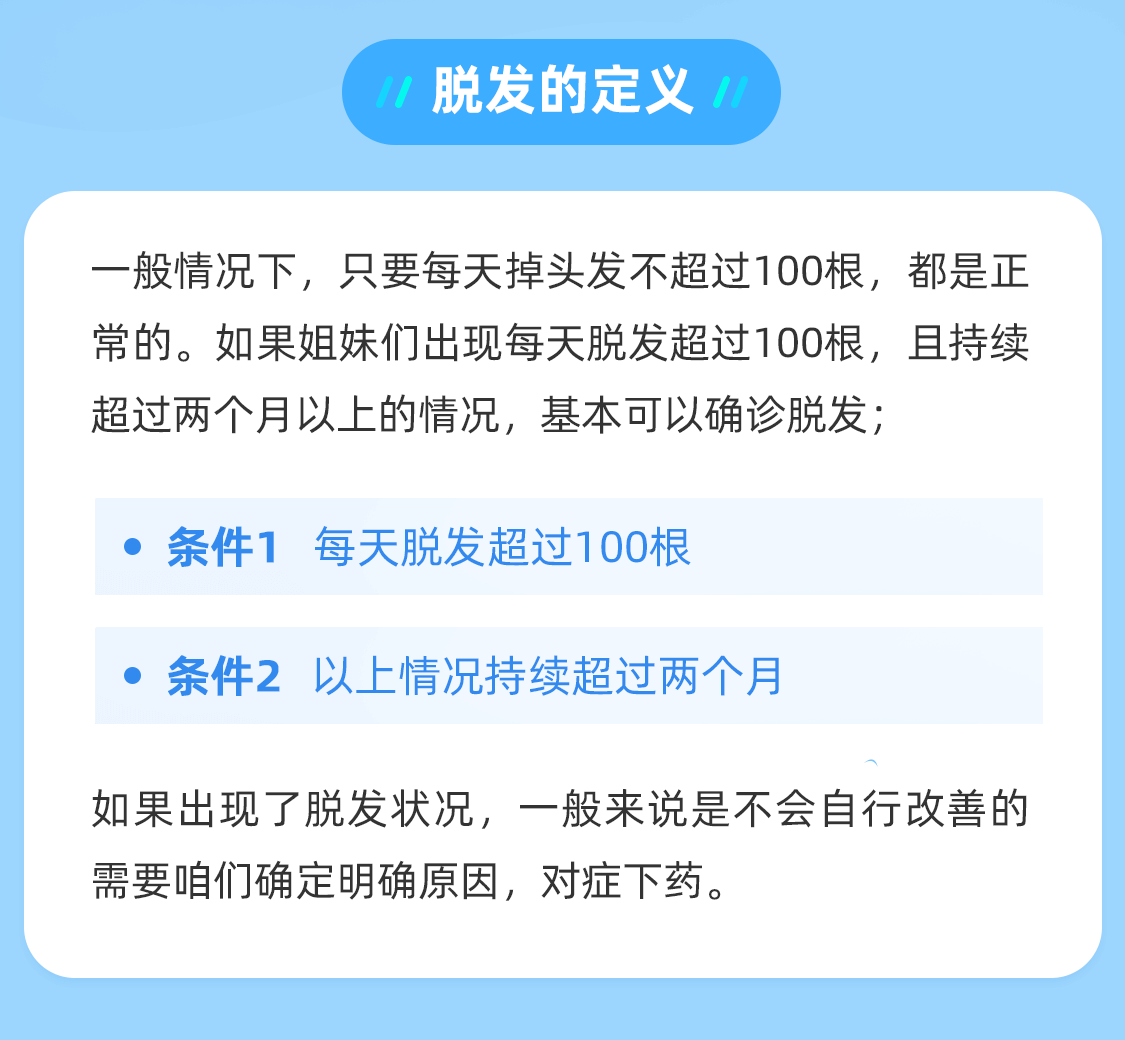 脱发的定义
一般情况下，只要每天掉头发不超过100根，都是正
常的。如果姐妹们出现每天脱发超过100根，且持续
超过两个月以上的情况，基本可以确诊脱发；
条件1 每天脱发超过100根
条件2 以上情况持续超过两个月
如果出现了脱发状况，一般来说是不会自行改善的
需要咱们确定明确原因，对症下药。